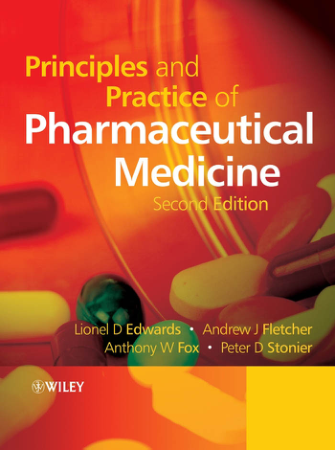 Principles and
Practice of
Pharmaceutical
Medicine
Second Edition
Lionel D Edwards • Andrew J Fletcher
Anthony W Fox • Peter D Stonier
WILEY